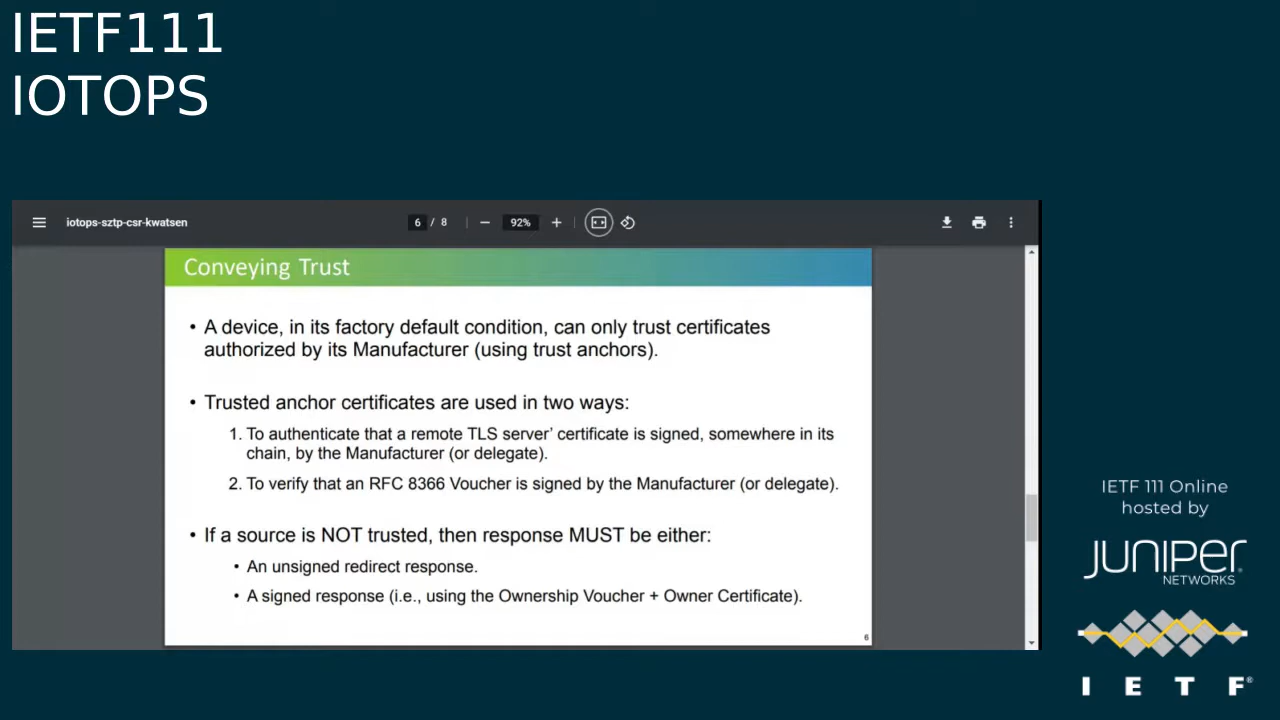 IETF111
IOTOPS
iotops-sztp-csr-kwatsen
6 / 8
92%
Conveying Trust
• A device, in its factory default condition, can only trust certificates
authorized by its Manufacturer (using trust anchors).
• Trusted anchor certificates are used in two ways:
1. To authenticate that a remote TLS server’ certificate is signed, somewhere in its
chain, by the Manufacturer (or delegate).
2. To verify that an RFC 8366 Voucher is signed by the Manufacturer (or delegate).
• If a source is NOT trusted, then response MUST be either:
• An unsigned redirect response.
• A signed response (i.e., using the Ownership Voucher + Owner Certificate).
6
IETF 111 Online
hosted by
JUNIPER
NETWORKS
I E T F®